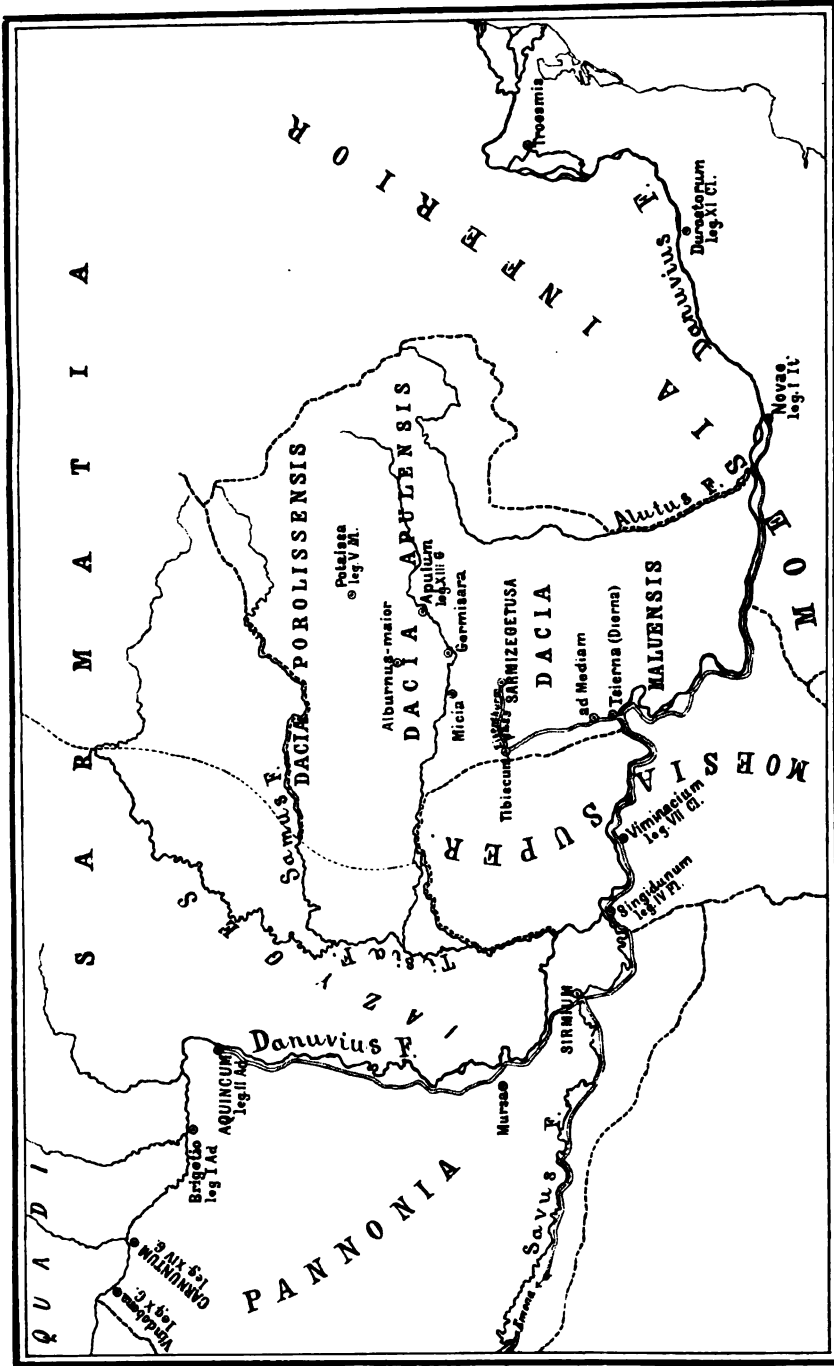 QUADI
SARMATIA
Vindobona
leg. X G.
CARNUNTUM
leg. XIV G.
Brigetio
leg I Ad
AQUINCUM
leg. II Ad
PANNONIA
Danuvius F.
IAZYGES
Tisia F.
Samus F.
DACIA POROLISSENSIS
Potaissa
leg. V M.
Alburnus-maior
DACIA APULENSIS
Apulum
leg. XIII G
Germisara
Micia
Tibiscum
SARMIZEGETUSA
DACIA
MALUENSIS
ad Mediam
Tsierna (Dierna)
Alutus F.
Mursa
SIRMIUM
Savus F.
Emona
Singidunum
leg. IV Fl.
Viminacium
leg. VII Cl.
MOESIA SUPER
MOESIA INFERIOR
Novae
leg. I It
Danuvius F.
Durostorum
leg. XI Cl.
Troesmis